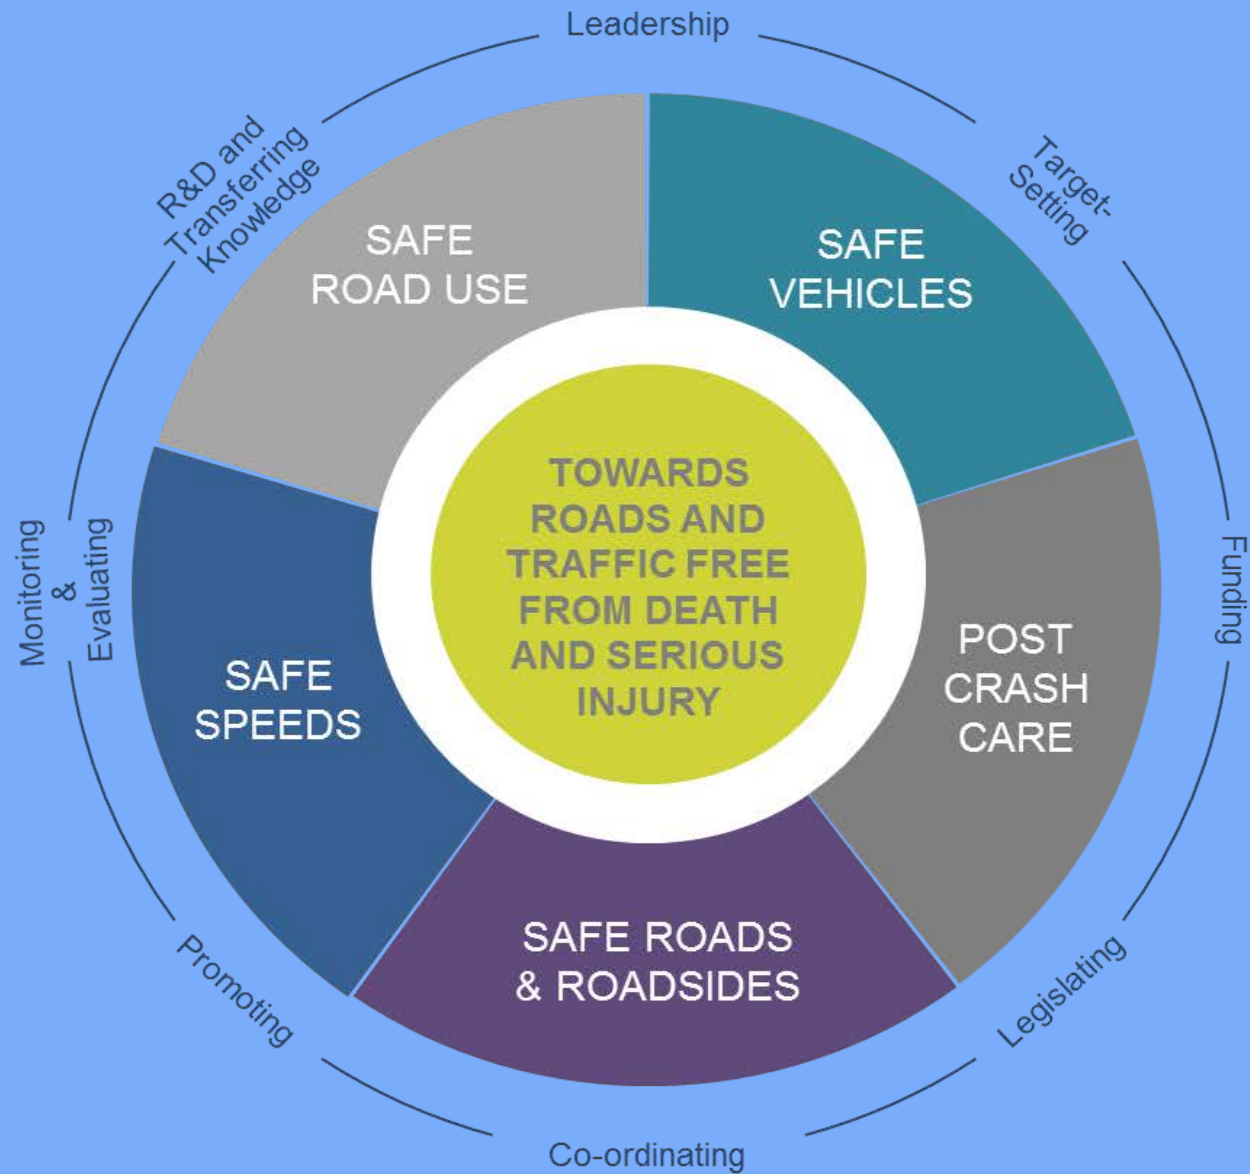 Leadership
Target-
Setting
Funding
Legislating
Co-ordinating
Promoting
Monitoring
&
Evaluating
R&D and
Transferring
Knowledge
SAFE
VEHICLES
POST
CRASH
CARE
SAFE ROADS
& ROADSIDES
SAFE
SPEEDS
SAFE
ROAD USE
TOWARDS
ROADS AND
TRAFFIC FREE
FROM DEATH
AND SERIOUS
INJURY